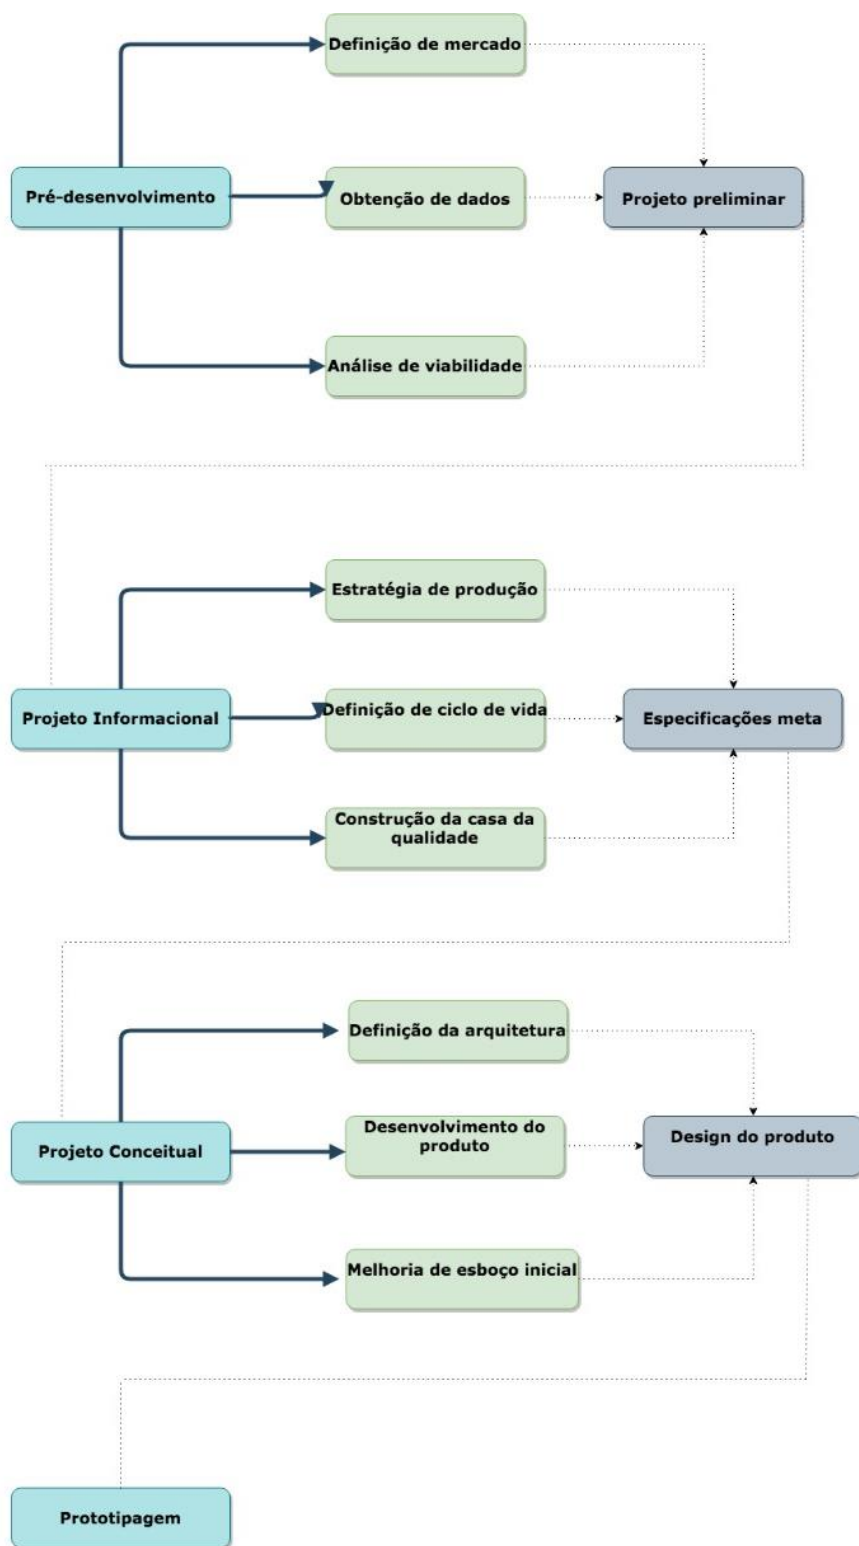 Definição de mercado
Pré-desenvolvimento
Obtenção de dados
Projeto preliminar
Análise de viabilidade
Estratégia de produção
Projeto Informacional
Definição de ciclo de vida
Especificações meta
Construção da casa da
qualidade
Definição da arquitetura
Projeto Conceitual
Desenvolvimento do
produto
Design do produto
Melhoria de esboço inicial
Prototipagem